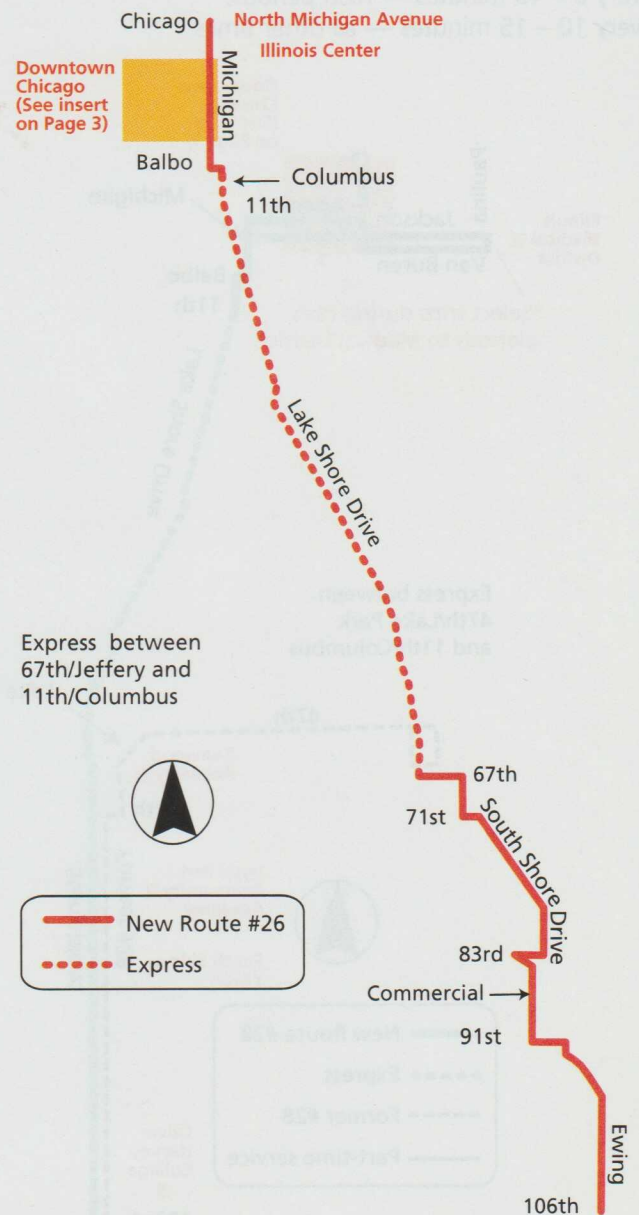 Chicago
North Michigan Avenue
Illinois Center
Downtown
Chicago
(See insert
on Page 3)
Michigan
Balbo
Columbus
11th
Lake Shore Drive
Express between
67th/Jeffery and
11th/Columbus
67th
71st
South Shore Drive
New Route #26
Express
83rd
Commercial
91st
Ewing
106th